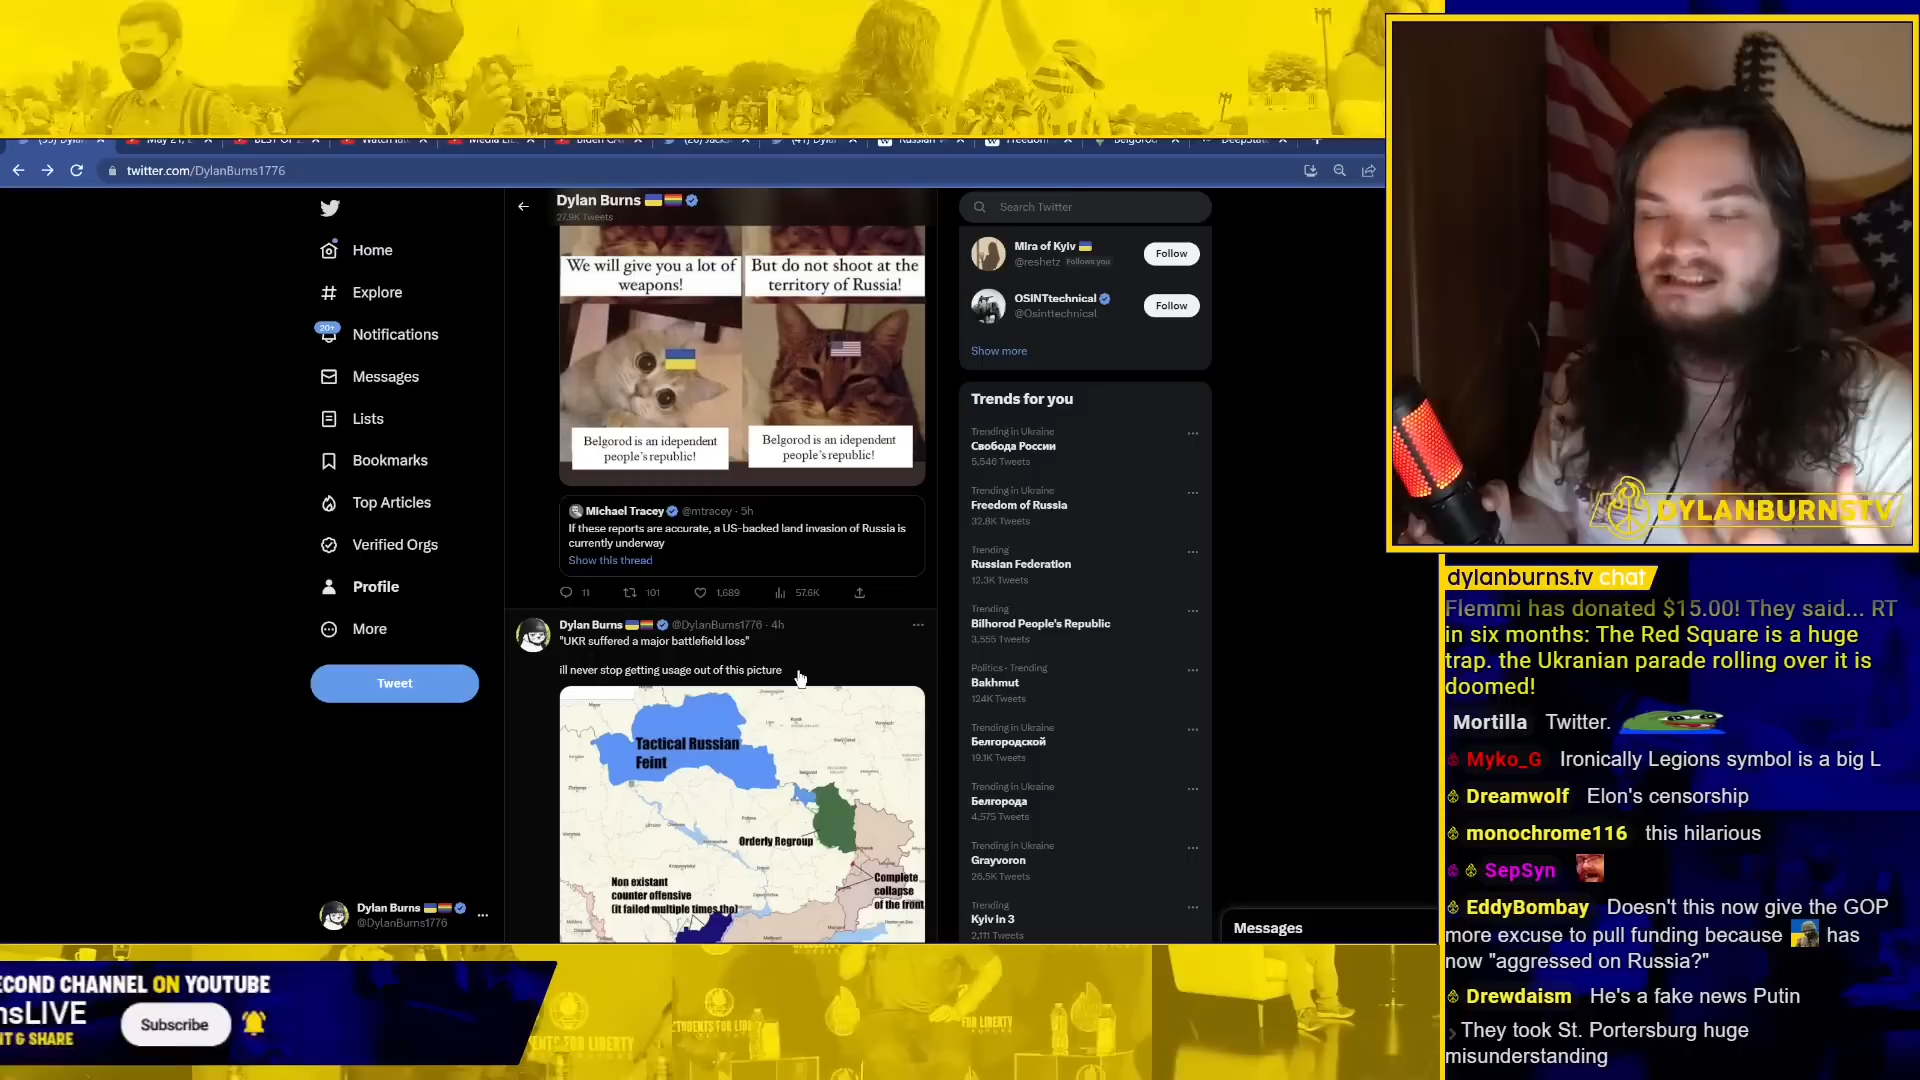 twitter.com/DylanBurns1776
Dylan Burns
27.9K Tweets
Search Twitter
Home
Explore
20+
Notifications
Messages
Lists
Bookmarks
Top Articles
Verified Orgs
Profile
More
Tweet
Dylan Burns
@DylanBurns1776
We will give you a lot of
weapons!
But do not shoot at the
territory of Russia!
Belgorod is an idependent
people's republic!
Belgorod is an idependent
people's republic!
Michael Tracey @mtracey · 5h
If these reports are accurate, a US-backed land invasion of Russia is
currently underway
Show this thread
11
101
1,689
57.6K
Dylan Burns @DylanBurns1776 · 4h
"UKR suffered a major battlefield loss"
ill never stop getting usage out of this picture
Tactical Russian
Feint
Orderly Regroup
Non existant
counter offensive
(it failed multiple times tho)
Complete
collapse
of the front
Mira of Kyiv
@reshetz Follows you
Follow
OSINTtechnical
@Osinttechnical
Follow
Show more
Trends for you
Trending in Ukraine
Свобода России
5,546 Tweets
Trending in Ukraine
Freedom of Russia
32.8K Tweets
Trending
Russian Federation
12.3K Tweets
Trending
Bilhorod People's Republic
3,555 Tweets
Politics · Trending
Bakhmut
124K Tweets
Trending in Ukraine
Белгородской
19.1K Tweets
Trending in Ukraine
Белгорода
4,575 Tweets
Trending in Ukraine
Grayvoron
26.5K Tweets
Trending
Kyiv in 3
2,111 Tweets
Messages
DYLANBURNSTV
dylanburns.tv chat
Flemmi has donated $15.00! They said... RT
in six months: The Red Square is a huge
trap. the Ukranian parade rolling over it is
doomed!
Mortilla Twitter.
Myko_G Ironically Legions symbol is a big L
Dreamwolf Elon's censorship
monochrome116 this hilarious
SepSyn
EddyBombay Doesn't this now give the GOP
more excuse to pull funding because has
now "aggressed on Russia?"
Drewdaism He's a fake news Putin
They took St. Portersburg huge
misunderstanding
ECOND CHANNEL ON YOUTUBE
nsLIVE
IT & SHARE
Subscribe